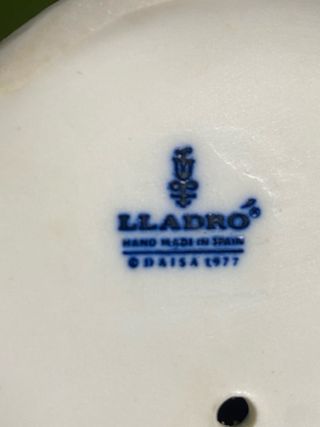 LLADRÓ®
HAND MADE IN SPAIN
© DAISA 1977